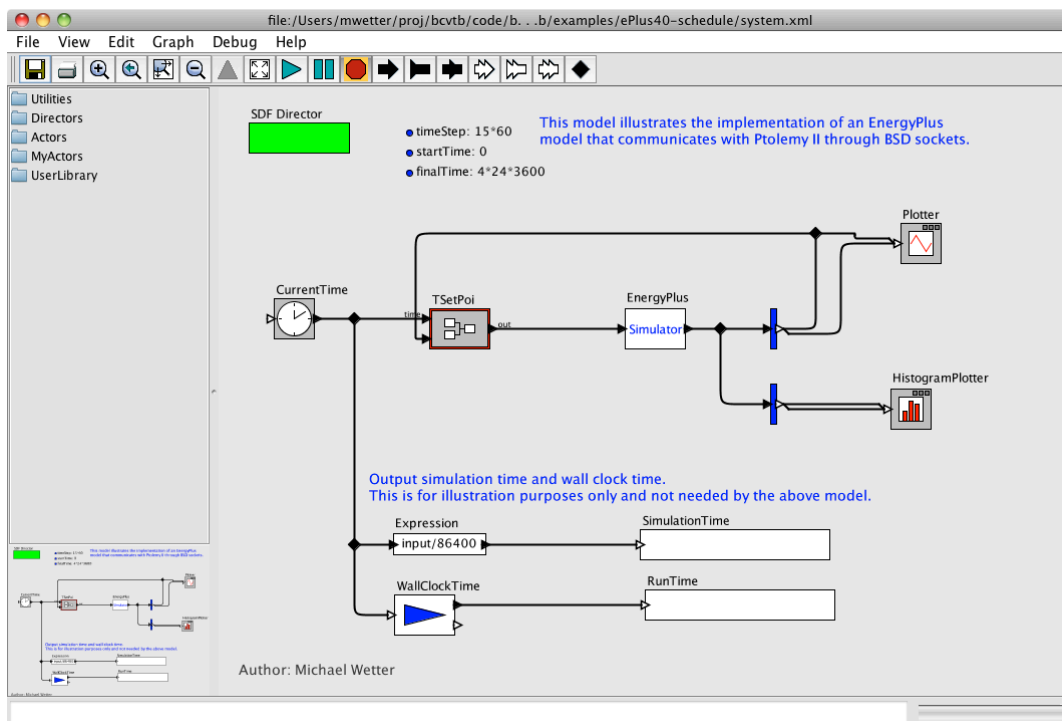 file:/Users/mwetter/proj/bcvtb/code/b. . .b/examples/ePlus40-schedule/system.xml
File View Edit Graph Debug Help
Utilities
Directors
Actors
MyActors
UserLibrary
SDF Director
timeStep: 15*60
startTime: 0
finalTime: 4*24*3600
This model illustrates the implementation of an EnergyPlus
model that communicates with Ptolemy II through BSD sockets.
Plotter
CurrentTime
TSetPoi
time
out
EnergyPlus
Simulator
HistogramPlotter
Output simulation time and wall clock time.
This is for illustration purposes only and not needed by the above model.
Expression
input/86400
SimulationTime
WallClockTime
RunTime
Author: Michael Wetter